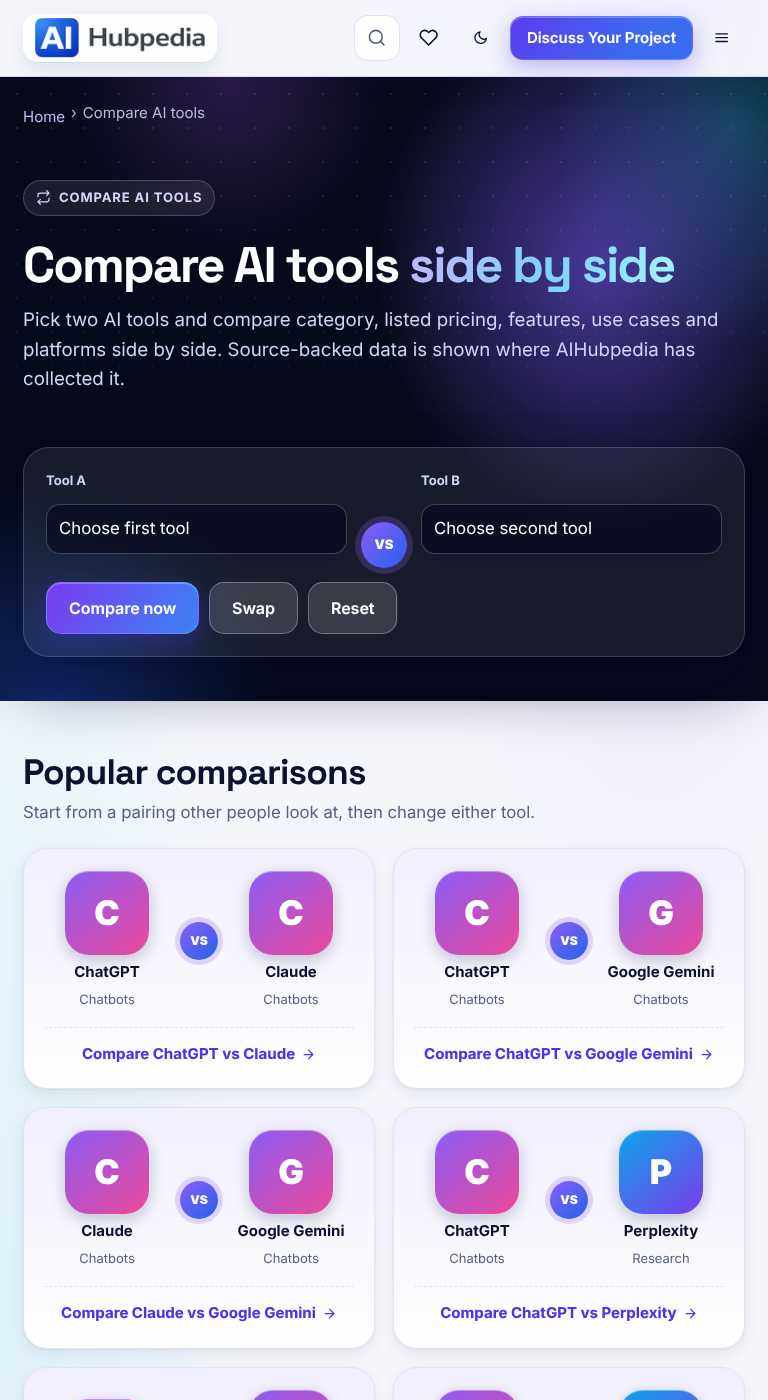 AI Hubpedia
Discuss Your Project
Home › Compare AI tools
COMPARE AI TOOLS
Compare AI tools side by side
Pick two AI tools and compare category, listed pricing, features, use cases and
platforms side by side. Source-backed data is shown where AIHubpedia has
collected it.
Tool A
Tool B
Choose first tool
VS
Choose second tool
Compare now
Swap
Reset
Popular comparisons
Start from a pairing other people look at, then change either tool.
C
VS
C
ChatGPT
Claude
Chatbots
Chatbots
Compare ChatGPT vs Claude →
C
VS
G
ChatGPT
Google Gemini
Chatbots
Chatbots
Compare ChatGPT vs Google Gemini →
C
VS
G
Claude
Google Gemini
Chatbots
Chatbots
Compare Claude vs Google Gemini →
C
VS
P
ChatGPT
Perplexity
Chatbots
Research
Compare ChatGPT vs Perplexity →